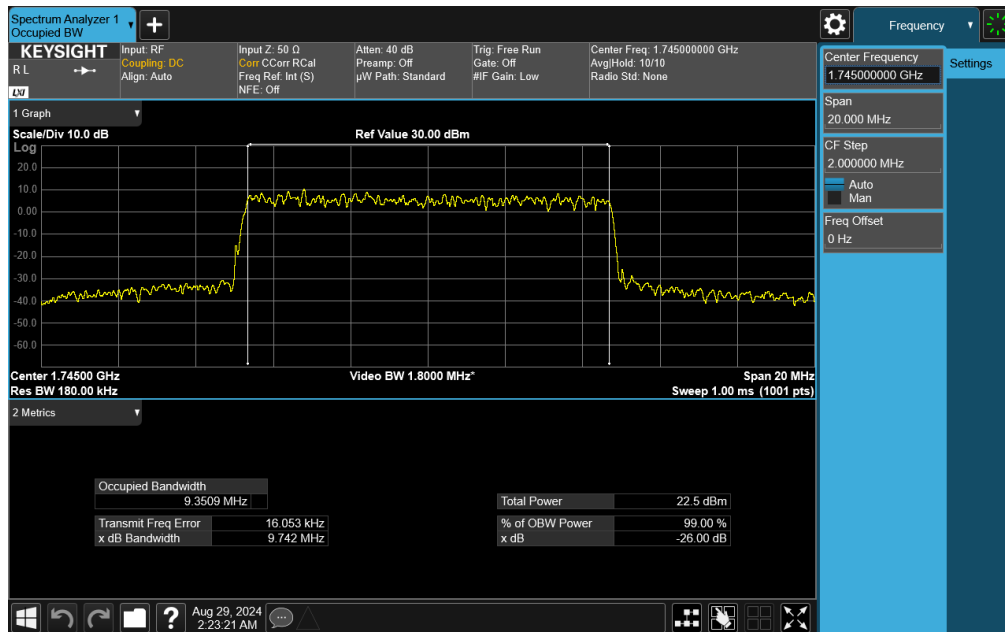 Spectrum Analyzer 1
Occupied BW
Frequency
KEYSIGHT
R L
LXI
Input: RF
Coupling: DC
Align: Auto
Input Z: 50 Ω
Corr CCorr RCal
Freq Ref: Int (S)
NFE: Off
Atten: 40 dB
Preamp: Off
µW Path: Standard
Trig: Free Run
Gate: Off
#IF Gain: Low
Center Freq: 1.745000000 GHz
Avg|Hold: 10/10
Radio Std: None
Center Frequency
1.745000000 GHz
Settings
Span
20.000 MHz
CF Step
2.000000 MHz
Auto
Man
Freq Offset
0 Hz
1 Graph
Scale/Div 10.0 dB
Ref Value 30.00 dBm
Log
20.0
10.0
0.00
-10.0
-20.0
-30.0
-40.0
-50.0
-60.0
Center 1.74500 GHz
Video BW 1.8000 MHz*
Span 20 MHz
Res BW 180.00 kHz
Sweep 1.00 ms (1001 pts)
2 Metrics
Occupied Bandwidth
9.3509 MHz
Transmit Freq Error 16.053 kHz
x dB Bandwidth 9.742 MHz
Total Power 22.5 dBm
% of OBW Power 99.00 %
x dB -26.00 dB
Aug 29, 2024
2:23:21 AM